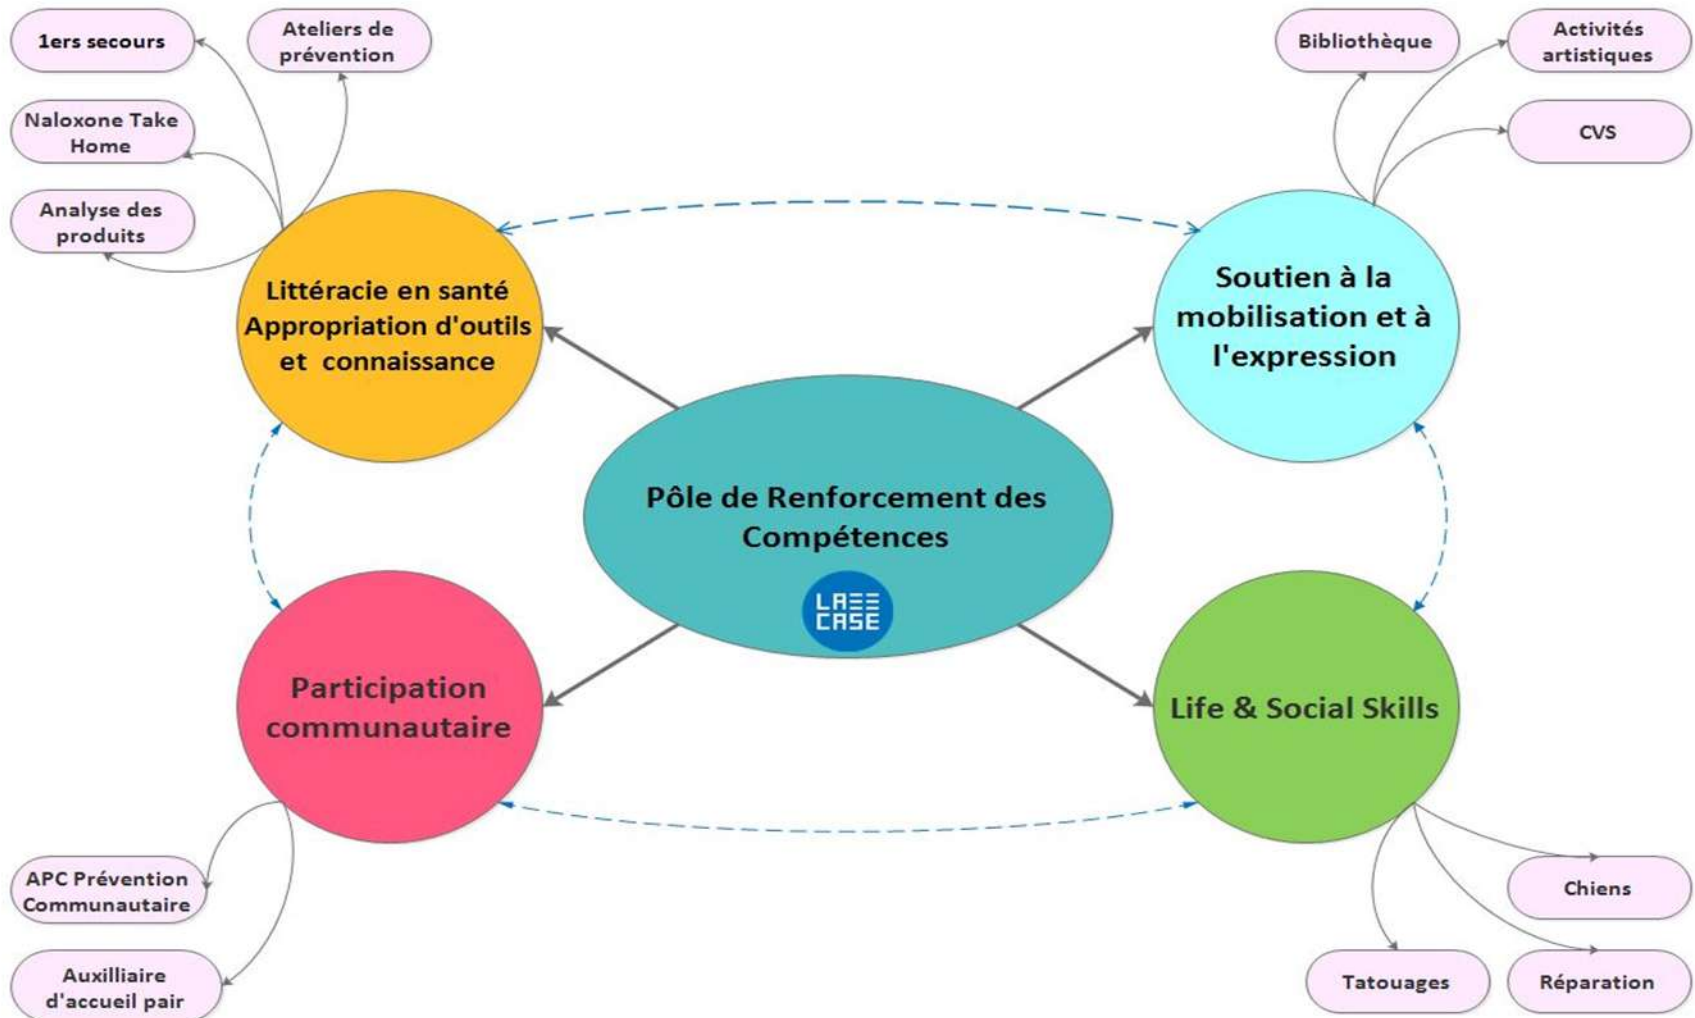 1ers secours
Ateliers de
prévention
Naloxone Take
Home
Analyse des
produits
Bibliothèque
Activités
artistiques
CVS
Littéracie en santé
Appropriation d'outils
et connaissance
Soutien à la
mobilisation et à
l'expression
Pôle de Renforcement des
Compétences
LA
CASE
Participation
communautaire
Life & Social Skills
APC Prévention
Communautaire
Auxilliaire
d'accueil pair
Chiens
Tatouages
Réparation